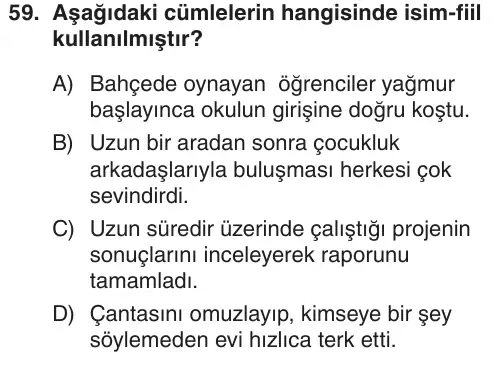 59. Aşağıdaki cümlelerin hangisinde isim-fiil
kullanılmıştır?
A) Bahçede oynayan öğrenciler yağmur
başlayınca okulun girişine doğru koştu.
B) Uzun bir aradan sonra çocukluk
arkadaşlarıyla buluşması herkesi çok
sevindirdi.
C) Uzun süredir üzerinde çalıştığı projenin
sonuçlarını inceleyerek raporunu
tamamladı.
D) Çantasını omuzlayıp, kimseye bir şey
söylemeden evi hızlıca terk etti.